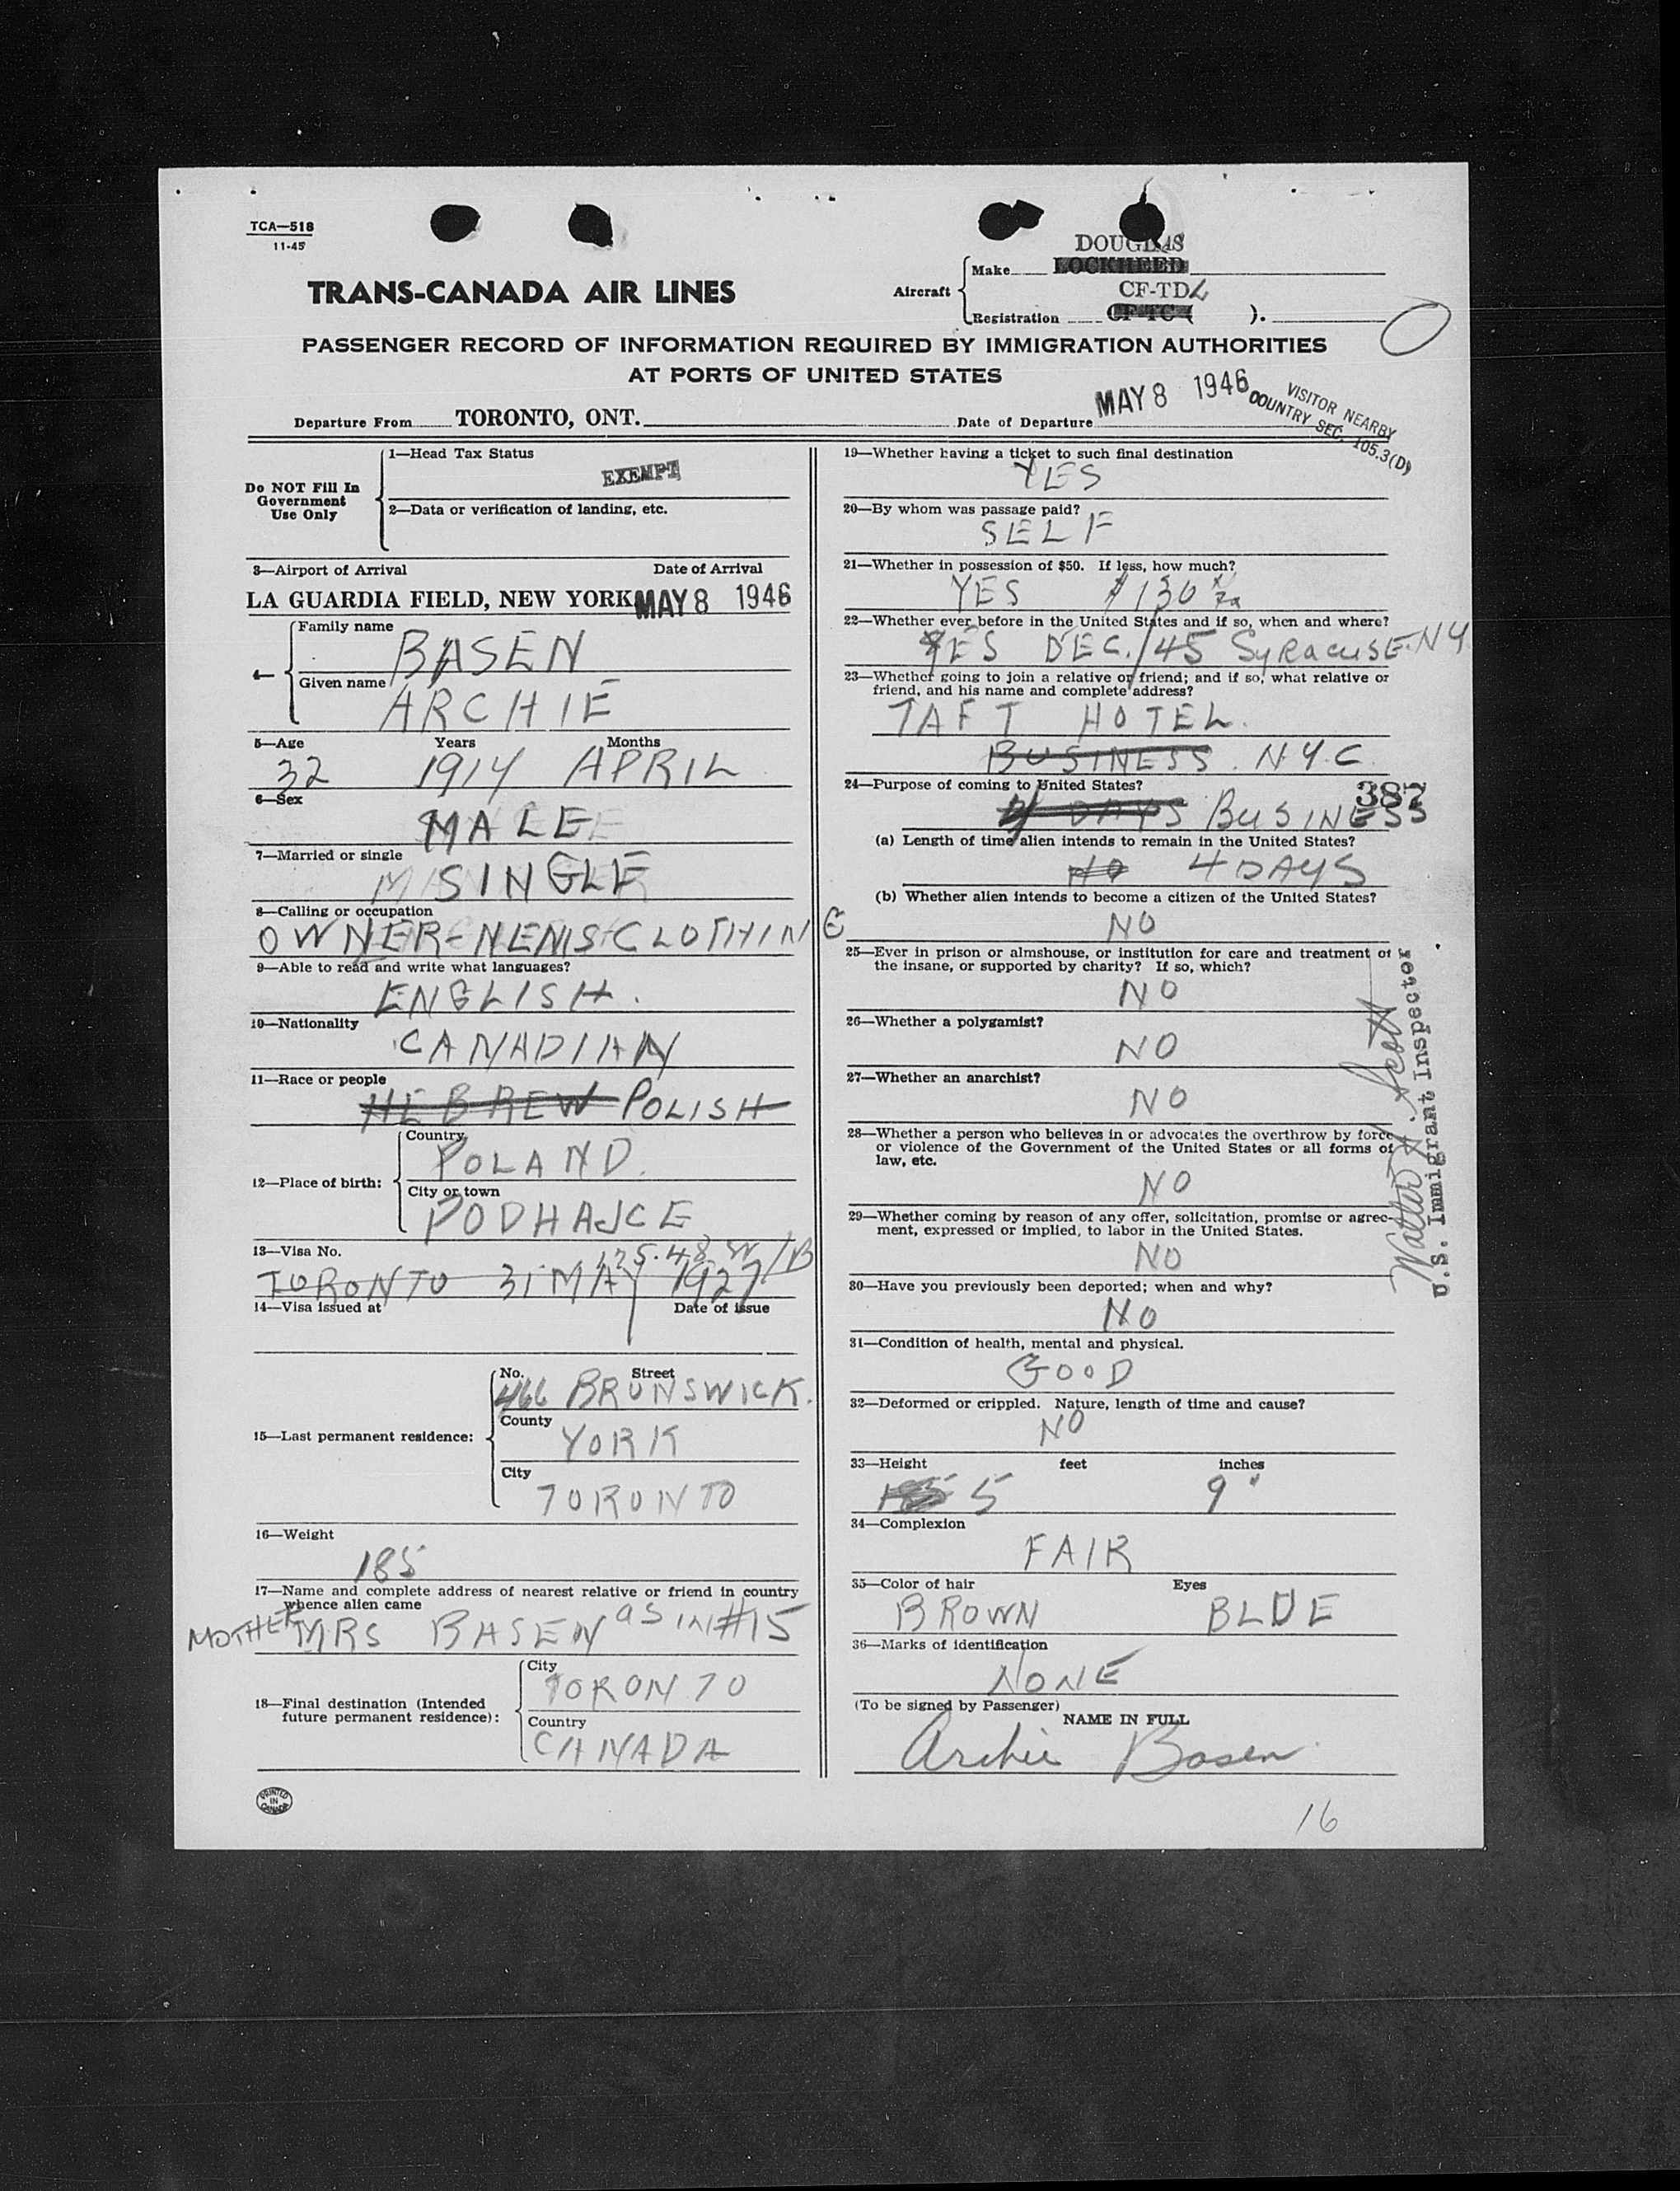 TCA—518
11-45
TRANS-CANADA AIR LINES
Aircraft
Make
DOUGLAS
LOCKHEED
CF-TDL
Registration
CF-TC-(
).
PASSENGER RECORD OF INFORMATION REQUIRED BY IMMIGRATION AUTHORITIES
AT PORTS OF UNITED STATES
Departure From TORONTO, ONT.
Date of Departure MAY 8 1946
VISITOR NEARBY
COUNTRY SEC. 105.3(D)
Do NOT Fill In
Government
Use Only
1—Head Tax Status
EXEMPT
2—Data or verification of landing, etc.
3—Airport of Arrival Date of Arrival
LA GUARDIA FIELD, NEW YORK MAY 8 1946
4—
Family name
BASEN
Given name
ARCHIE
5—Age Years Months
32 1914 APRIL
6—Sex
MALE
7—Married or single
SINGLE
8—Calling or occupation
OWNER-MENS CLOTHING
9—Able to read and write what languages?
ENGLISH.
10—Nationality
CANADIAN
11—Race or people
HEBREW POLISH
12—Place of birth:
Country
POLAND.
City or town
PODHAJCE
13—Visa No.
TORONTO 31 MAY 1927
14—Visa issued at Date of issue
15—Last permanent residence:
No. Street
466 BRUNSWICK.
County
YORK
City
TORONTO
16—Weight
185
17—Name and complete address of nearest relative or friend in country
whence alien came
MOTHER MRS BASEN as IN #15
18—Final destination (Intended
future permanent residence):
City
TORONTO
Country
CANADA
PRINTED
IN
CANADA
19—Whether having a ticket to such final destination
YES
20—By whom was passage paid?
SELF
21—Whether in possession of $50. If less, how much?
YES $130
22—Whether ever before in the United States and if so, when and where?
YES DEC./45 SYRACUSE. NY
23—Whether going to join a relative or friend; and if so, what relative or
friend, and his name and complete address?
TAFT HOTEL.
BUSINESS. N.Y.C.
24—Purpose of coming to United States?
387
DAYS BUSINESS
(a) Length of time alien intends to remain in the United States?
NO 4 DAYS
(b) Whether alien intends to become a citizen of the United States?
NO
25—Ever in prison or almshouse, or institution for care and treatment of
the insane, or supported by charity? If so, which?
NO
26—Whether a polygamist?
NO
27—Whether an anarchist?
NO
28—Whether a person who believes in or advocates the overthrow by force
or violence of the Government of the United States or all forms of
law, etc.
NO
29—Whether coming by reason of any offer, solicitation, promise or agree-
ment, expressed or implied, to labor in the United States.
NO
30—Have you previously been deported; when and why?
NO
31—Condition of health, mental and physical.
GOOD
32—Deformed or crippled. Nature, length of time and cause?
NO
33—Height feet inches
5 9"
34—Complexion
FAIR
35—Color of hair Eyes
BROWN BLUE
36—Marks of identification
NONE
(To be signed by Passenger)
NAME IN FULL
Archie Basen
Walter A. Scott
U.S. Immigrant Inspector
16